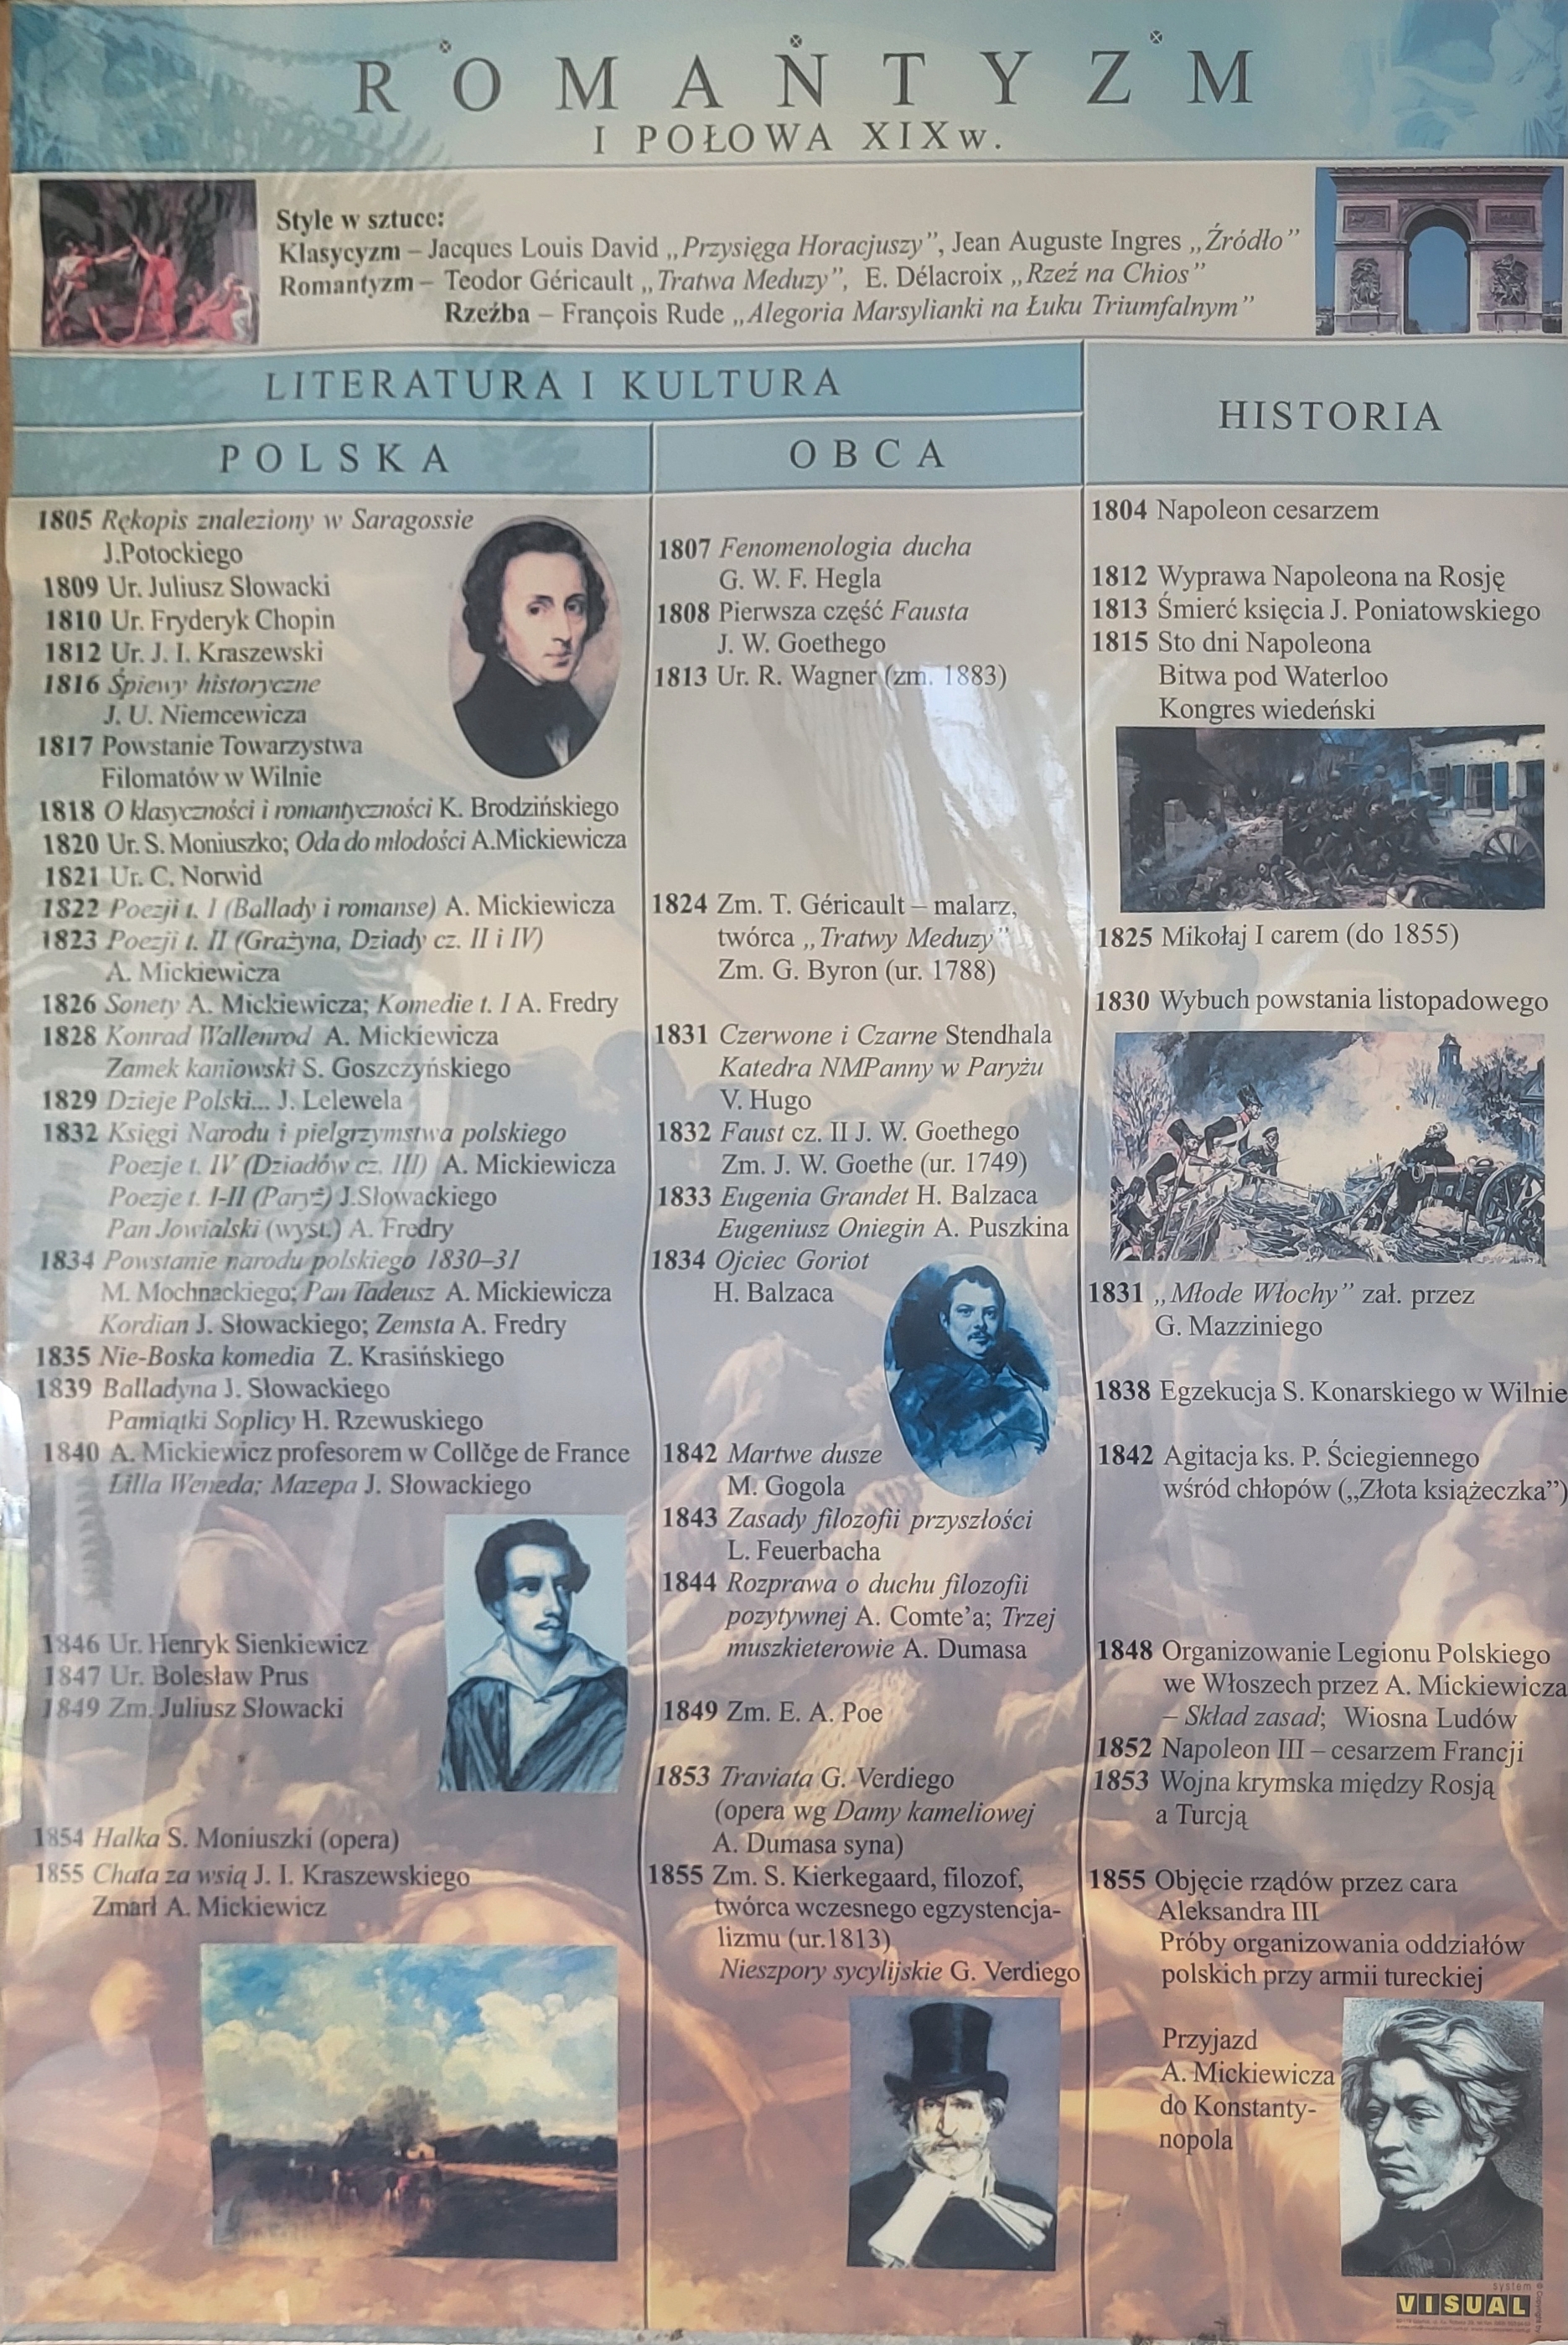 ROMANTYZM
I POŁOWA XIX w.
Style w sztuce:
Klasycyzm – Jacques Louis David „Przysięga Horacjuszy”, Jean Auguste Ingres „Źródło”
Romantyzm – Teodor Géricault „Tratwa Meduzy”, E. Délacroix „Rzeź na Chios”
Rzeźba – François Rude „Alegoria Marsylianki na Łuku Triumfalnym”
LITERATURA I KULTURA
POLSKA
1805 Rękopis znaleziony w Saragossie
J.Potockiego
1809 Ur. Juliusz Słowacki
1810 Ur. Fryderyk Chopin
1812 Ur. J. I. Kraszewski
1816 Śpiewy historyczne
J. U. Niemcewicza
1817 Powstanie Towarzystwa
Filomatów w Wilnie
1818 O klasyczności i romantyczności K. Brodzińskiego
1820 Ur. S. Moniuszko; Oda do młodości A.Mickiewicza
1821 Ur. C. Norwid
1822 Poezji t. I (Ballady i romanse) A. Mickiewicza
1823 Poezji t. II (Grażyna, Dziady cz. II i IV)
A. Mickiewicza
1826 Sonety A. Mickiewicza; Komedie t. I A. Fredry
1828 Konrad Wallenrod A. Mickiewicza
Zamek kaniowski S. Goszczyńskiego
1829 Dzieje Polski... J. Lelewela
1832 Księgi Narodu i pielgrzymstwa polskiego
Poezje t. IV (Dziadów cz. III) A. Mickiewicza
Poezje t. I-II (Paryż) J.Słowackiego
Pan Jowialski (wyst.) A. Fredry
1834 Powstanie narodu polskiego 1830–31
M. Mochnackiego; Pan Tadeusz A. Mickiewicza
Kordian J. Słowackiego; Zemsta A. Fredry
1835 Nie-Boska komedia Z. Krasińskiego
1839 Balladyna J. Słowackiego
Pamiątki Soplicy H. Rzewuskiego
1840 A. Mickiewicz profesorem w Collčge de France
Lilla Weneda; Mazepa J. Słowackiego
1846 Ur. Henryk Sienkiewicz
1847 Ur. Bolesław Prus
1849 Zm. Juliusz Słowacki
1854 Halka S. Moniuszki (opera)
1855 Chata za wsią J. I. Kraszewskiego
Zmarł A. Mickiewicz
OBCA
1807 Fenomenologia ducha
G. W. F. Hegla
1808 Pierwsza część Fausta
J. W. Goethego
1813 Ur. R. Wagner (zm. 1883)
1824 Zm. T. Géricault – malarz,
twórca „Tratwy Meduzy”
Zm. G. Byron (ur. 1788)
1831 Czerwone i Czarne Stendhala
Katedra NMPanny w Paryżu
V. Hugo
1832 Faust cz. II J. W. Goethego
Zm. J. W. Goethe (ur. 1749)
1833 Eugenia Grandet H. Balzaca
Eugeniusz Oniegin A. Puszkina
1834 Ojciec Goriot
H. Balzaca
1842 Martwe dusze
M. Gogola
1843 Zasady filozofii przyszłości
L. Feuerbacha
1844 Rozprawa o duchu filozofii
pozytywnej A. Comte’a; Trzej
muszkieterowie A. Dumasa
1849 Zm. E. A. Poe
1853 Traviata G. Verdiego
(opera wg Damy kameliowej
A. Dumasa syna)
1855 Zm. S. Kierkegaard, filozof,
twórca wczesnego egzystencja-
lizmu (ur.1813)
Nieszpory sycylijskie G. Verdiego
HISTORIA
1804 Napoleon cesarzem
1812 Wyprawa Napoleona na Rosję
1813 Śmierć księcia J. Poniatowskiego
1815 Sto dni Napoleona
Bitwa pod Waterloo
Kongres wiedeński
1825 Mikołaj I carem (do 1855)
1830 Wybuch powstania listopadowego
1831 „Młode Włochy” zał. przez
G. Mazziniego
1838 Egzekucja S. Konarskiego w Wilnie
1842 Agitacja ks. P. Ściegiennego
wśród chłopów („Złota książeczka”)
1848 Organizowanie Legionu Polskiego
we Włoszech przez A. Mickiewicza
– Skład zasad; Wiosna Ludów
1852 Napoleon III – cesarzem Francji
1853 Wojna krymska między Rosją
a Turcją
1855 Objęcie rządów przez cara
Aleksandra III
Próby organizowania oddziałów
polskich przy armii tureckiej
Przyjazd
A. Mickiewicza
do Konstanty-
nopola
system
VISUAL